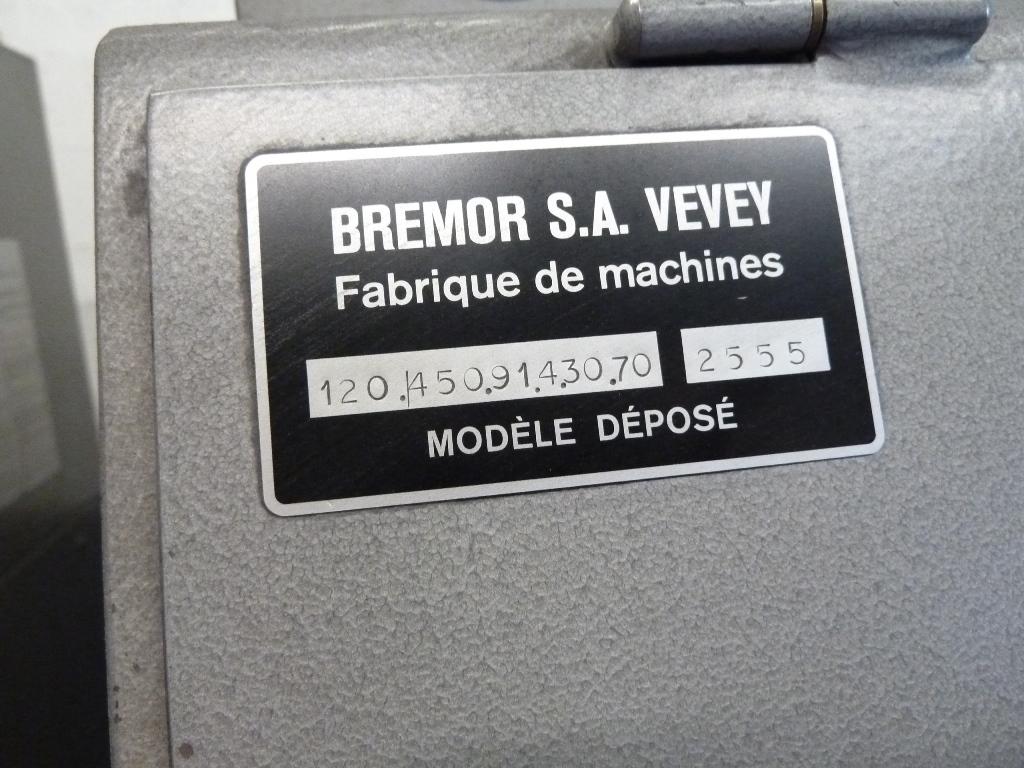 BREMOR S.A. VEVEY
Fabrique de machines
120.450.91.430.70 2555
MODÈLE DÉPOSÉ